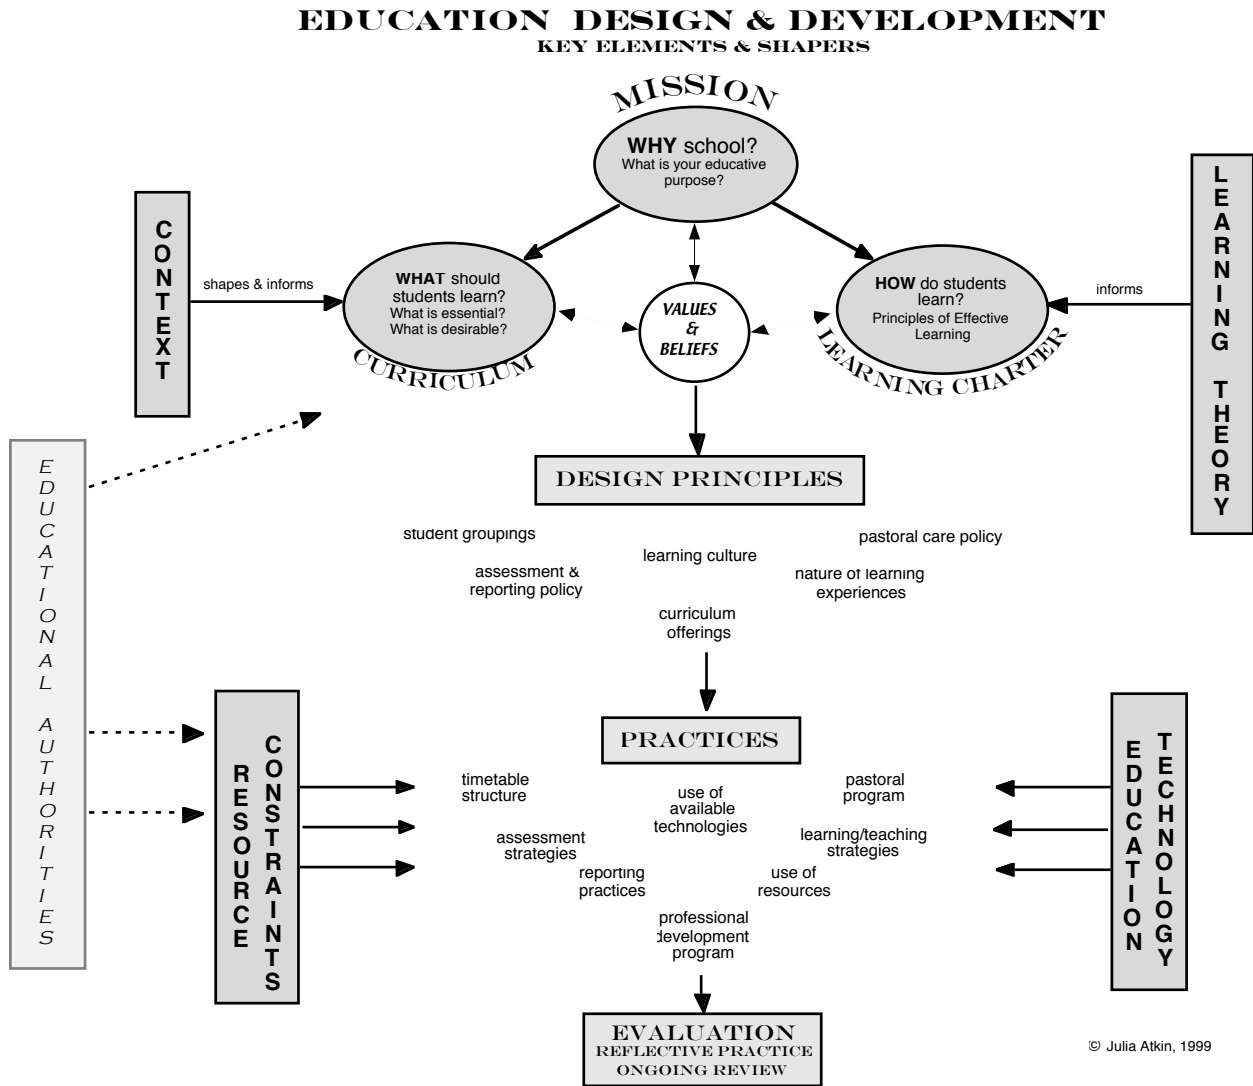 EDUCATION DESIGN & DEVELOPMENT
KEY ELEMENTS & SHAPERS
MISSION
WHY school?
What is your educative
purpose?
CONTEXT
shapes & informs
WHAT should
students learn?
What is essential?
What is desirable?
CURRICULUM
VALUES
&
BELIEFS
HOW do students
learn?
Principles of Effective
Learning
LEARNING CHARTER
informs
LEARNING THEORY
EDUCATIONAL AUTHORITIES
DESIGN PRINCIPLES
student groupings
learning culture
pastoral care policy
assessment &
reporting policy
nature of learning
experiences
curriculum
offerings
RESOURCE
CONSTRAINTS
PRACTICES
timetable
structure
use of
available
technologies
pastoral
program
assessment
strategies
learning/teaching
strategies
reporting
practices
use of
resources
professional
development
program
EDUCATION
TECHNOLOGY
EVALUATION
REFLECTIVE PRACTICE
ONGOING REVIEW
© Julia Atkin, 1999